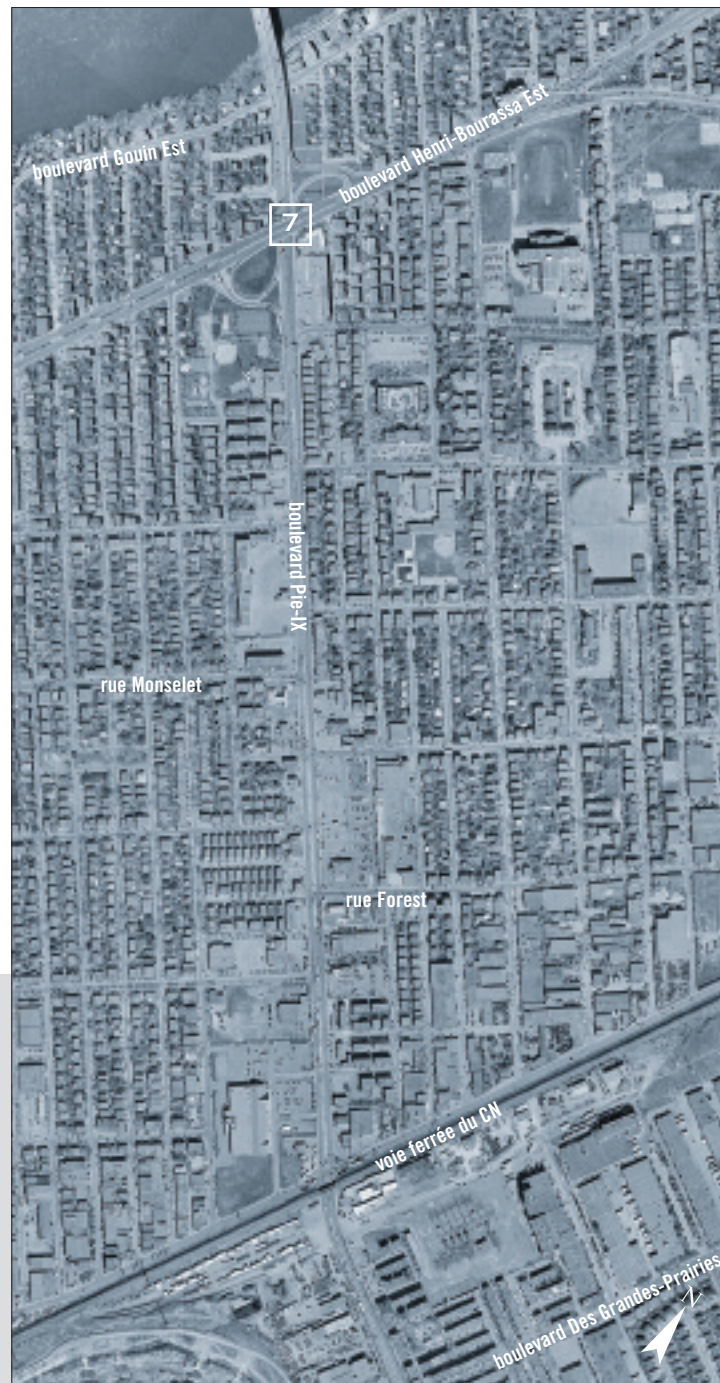 boulevard Gouin Est
boulevard Henri-Bourassa Est
7
boulevard Pie-IX
rue Monselet
rue Forest
voie ferrée du CN
boulevard Des Grandes-Prairies
N